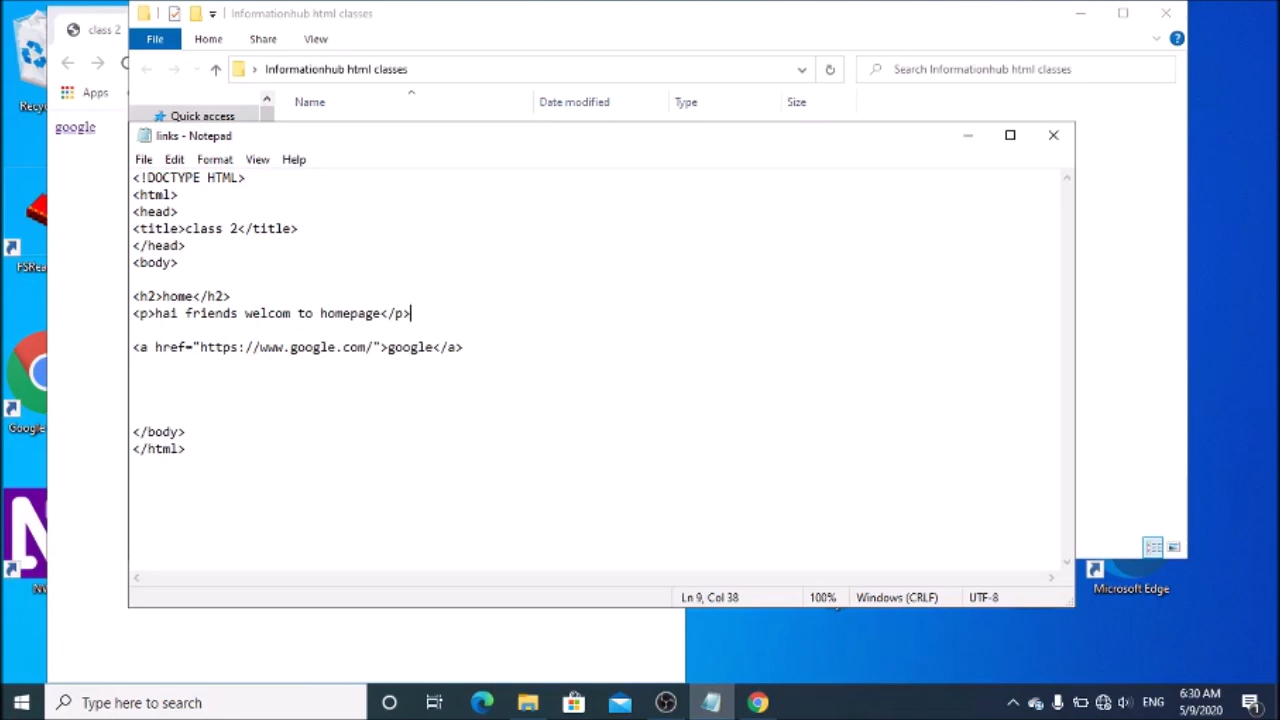 Informationhub html classes
class 2
File Home Share View
Informationhub html classes
Search Informationhub html classes
Apps
Name Date modified Type Size
Quick access
google
links - Notepad
File Edit Format View Help
<!DOCTYPE HTML>
<html>
<head>
<title>class 2</title>
</head>
<body>
<h2>home</h2>
<p>hai friends welcom to homepage</p>
<a href="https://www.google.com/">google</a>
</body>
</html>
Google
Microsoft Edge
Ln 9, Col 38 100% Windows (CRLF) UTF-8
Type here to search
ENG
6:30 AM
5/9/2020